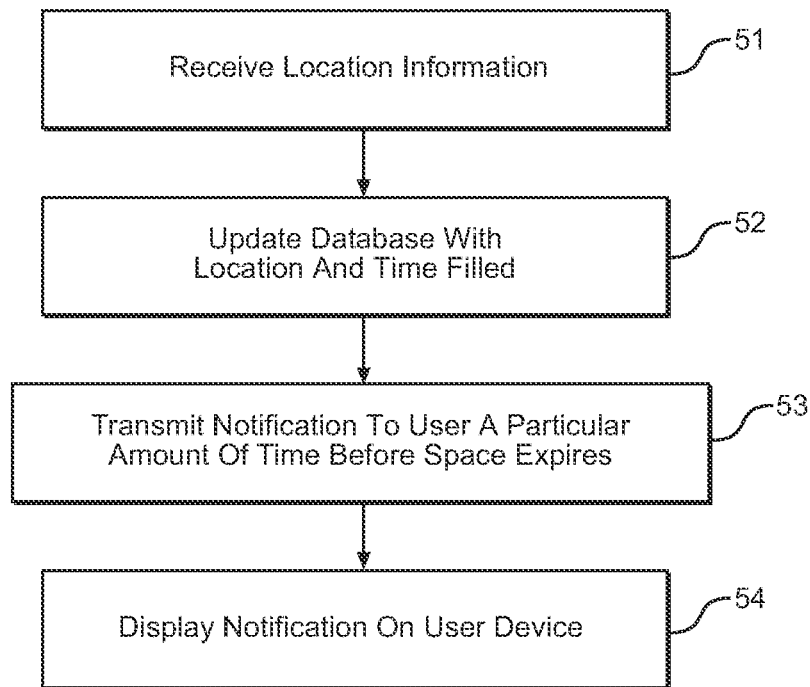 51
Receive Location Information
52
Update Database With
Location And Time Filled
53
Transmit Notification To User A Particular
Amount Of Time Before Space Expires
54
Display Notification On User Device